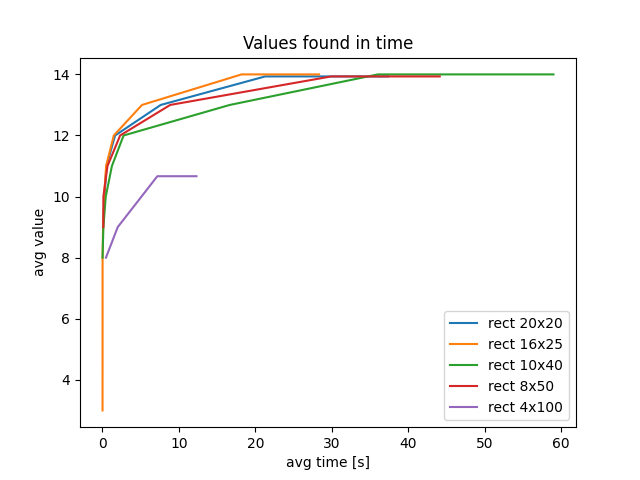 Values found in time
avg value
14
12
10
8
6
4
0 10 20 30 40 50 60
avg time [s]
rect 20x20
rect 16x25
rect 10x40
rect 8x50
rect 4x100